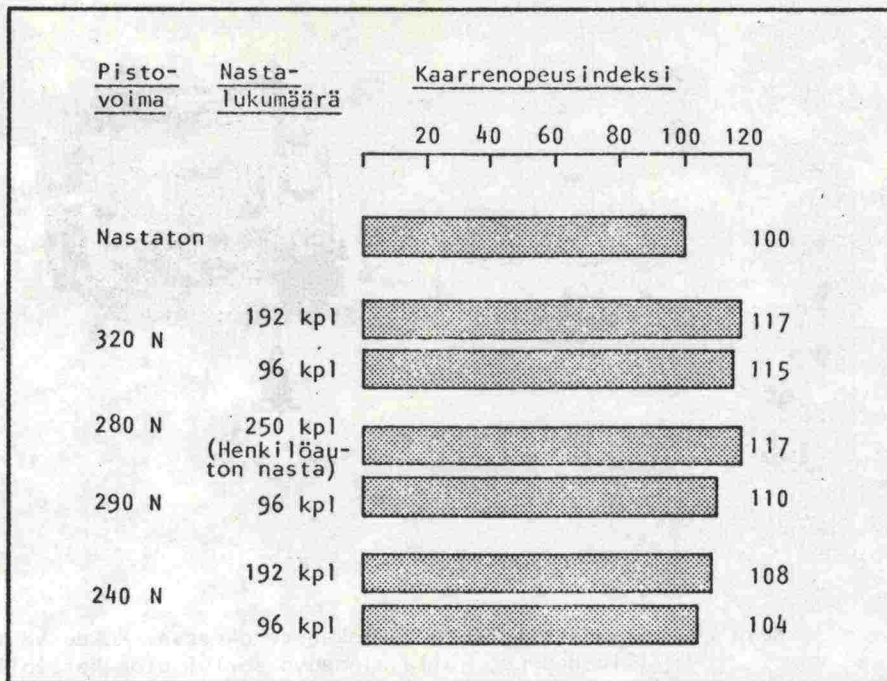 Pisto- Nasta- Kaarrenopeusindeksi
voima lukumäärä
20 40 60 80 100 120
Nastaton 100
192 kpl 117
320 N
96 kpl 115
280 N 250 kpl 117
(Henkilöau-
ton nasta)
290 N 96 kpl 110
192 kpl 108
240 N
96 kpl 104